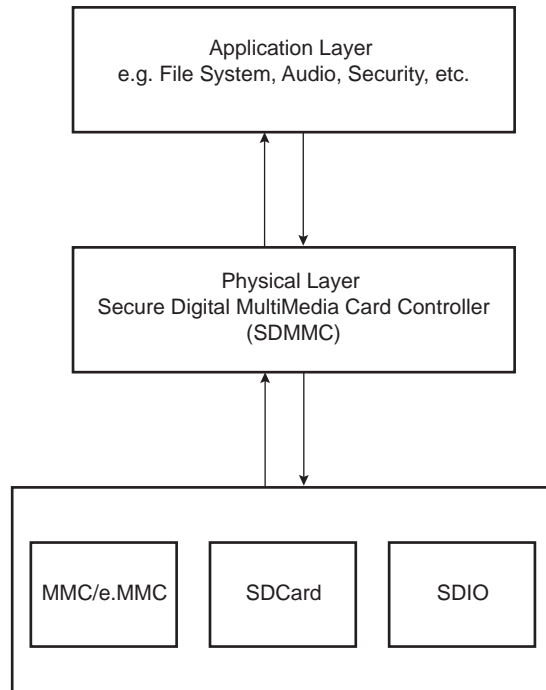 Application Layer
e.g. File System, Audio, Security, etc.
Physical Layer
Secure Digital MultiMedia Card Controller
(SDMMC)
MMC/e.MMC
SDCard
SDIO